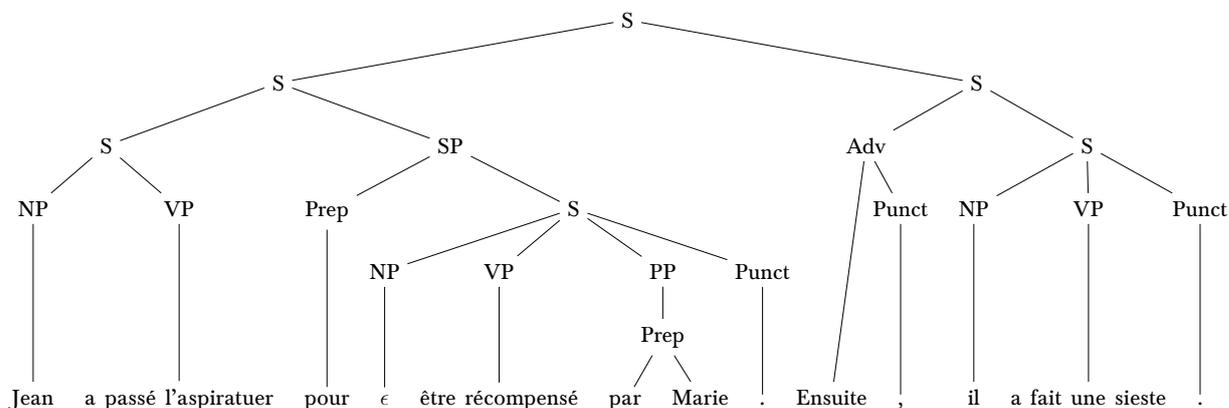 S
S S
S SP Adv S
NP VP Prep S Punct NP VP Punct
NP VP PP Punct
Prep
Jean a passé l’aspiratuer pour ϵ être récompensé par Marie . Ensuite , il a fait une sieste .